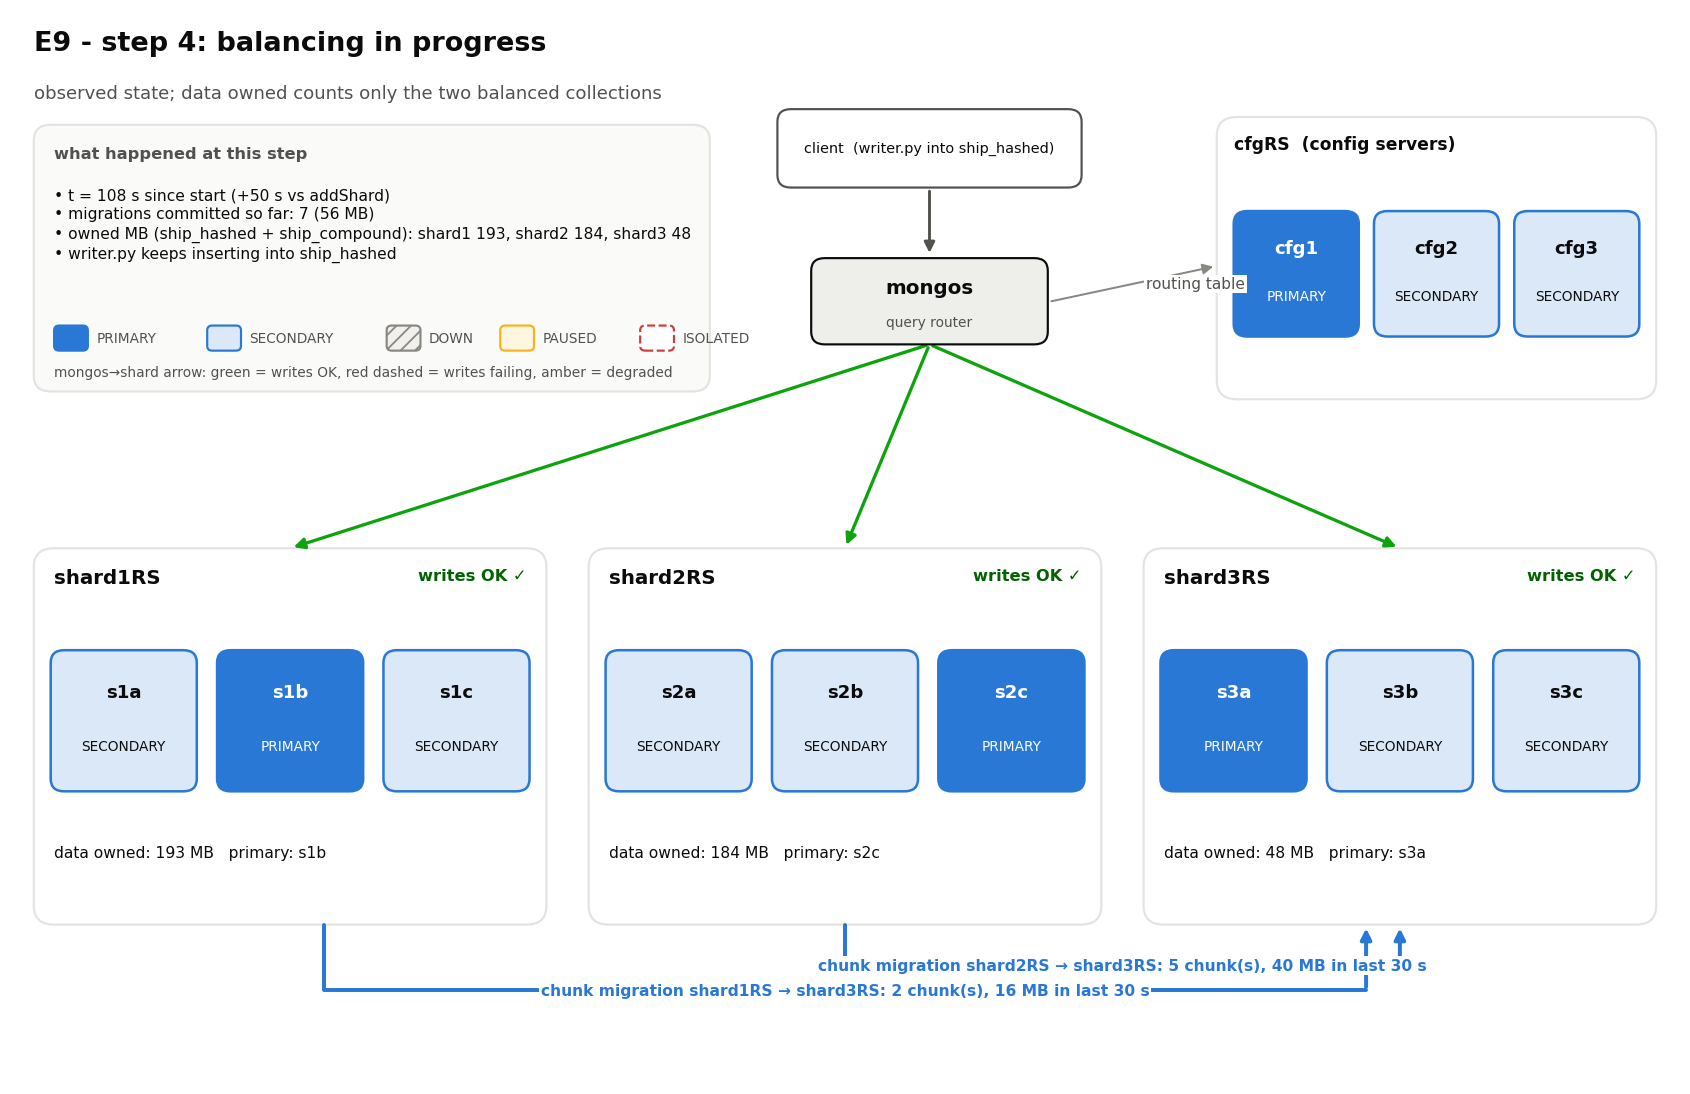 E9 - step 4: balancing in progress
observed state; data owned counts only the two balanced collections
what happened at this step
• t = 108 s since start (+50 s vs addShard)
• migrations committed so far: 7 (56 MB)
• owned MB (ship_hashed + ship_compound): shard1 193, shard2 184, shard3 48
• writer.py keeps inserting into ship_hashed
PRIMARY SECONDARY DOWN PAUSED ISOLATED
mongos→shard arrow: green = writes OK, red dashed = writes failing, amber = degraded
client  (writer.py into ship_hashed)
mongos
query router
routing table
cfgRS  (config servers)
cfg1 cfg2 cfg3
PRIMARY SECONDARY SECONDARY
shard1RS writes OK ✓
s1a s1b s1c
SECONDARY PRIMARY SECONDARY
data owned: 193 MB   primary: s1b
shard2RS writes OK ✓
s2a s2b s2c
SECONDARY SECONDARY PRIMARY
data owned: 184 MB   primary: s2c
shard3RS writes OK ✓
s3a s3b s3c
PRIMARY SECONDARY SECONDARY
data owned: 48 MB   primary: s3a
chunk migration shard2RS → shard3RS: 5 chunk(s), 40 MB in last 30 s
chunk migration shard1RS → shard3RS: 2 chunk(s), 16 MB in last 30 s